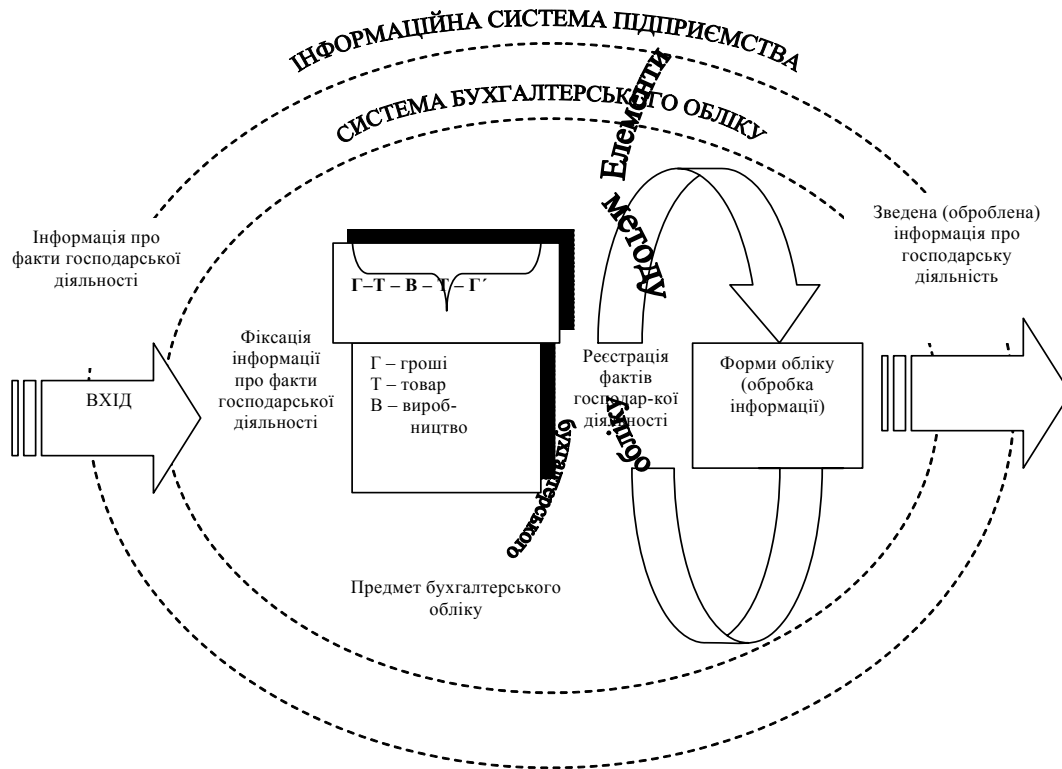 ІНФОРМАЦІЙНА СИСТЕМА ПІДПРИЄМСТВА
СИСТЕМА БУХГАЛТЕРСЬКОГО ОБЛІКУ
Елементи
методу
бухгалтерського
обліку
Інформація про
факти господарської
діяльності
ВХІД
Фіксація
інформації
про факти
господарської
діяльності
Г–Т – В – Т – Г´
Г – гроші
Т – товар
В – вироб-
ництво
Предмет бухгалтерського
обліку
Реєстрація
фактів
господар-кої
діяльності
Форми обліку
(обробка
інформації)
Зведена (оброблена)
інформація про
господарську
діяльність